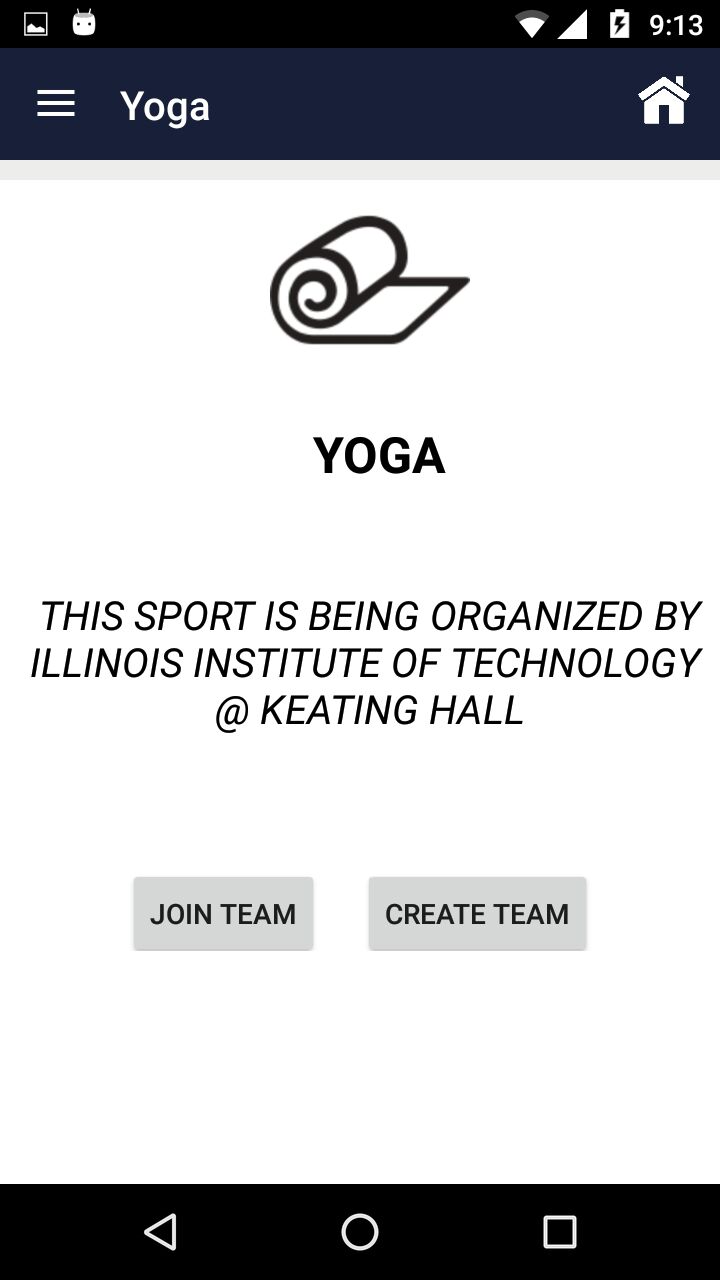 9:13
Yoga
YOGA
THIS SPORT IS BEING ORGANIZED BY
ILLINOIS INSTITUTE OF TECHNOLOGY
@ KEATING HALL
JOIN TEAM CREATE TEAM